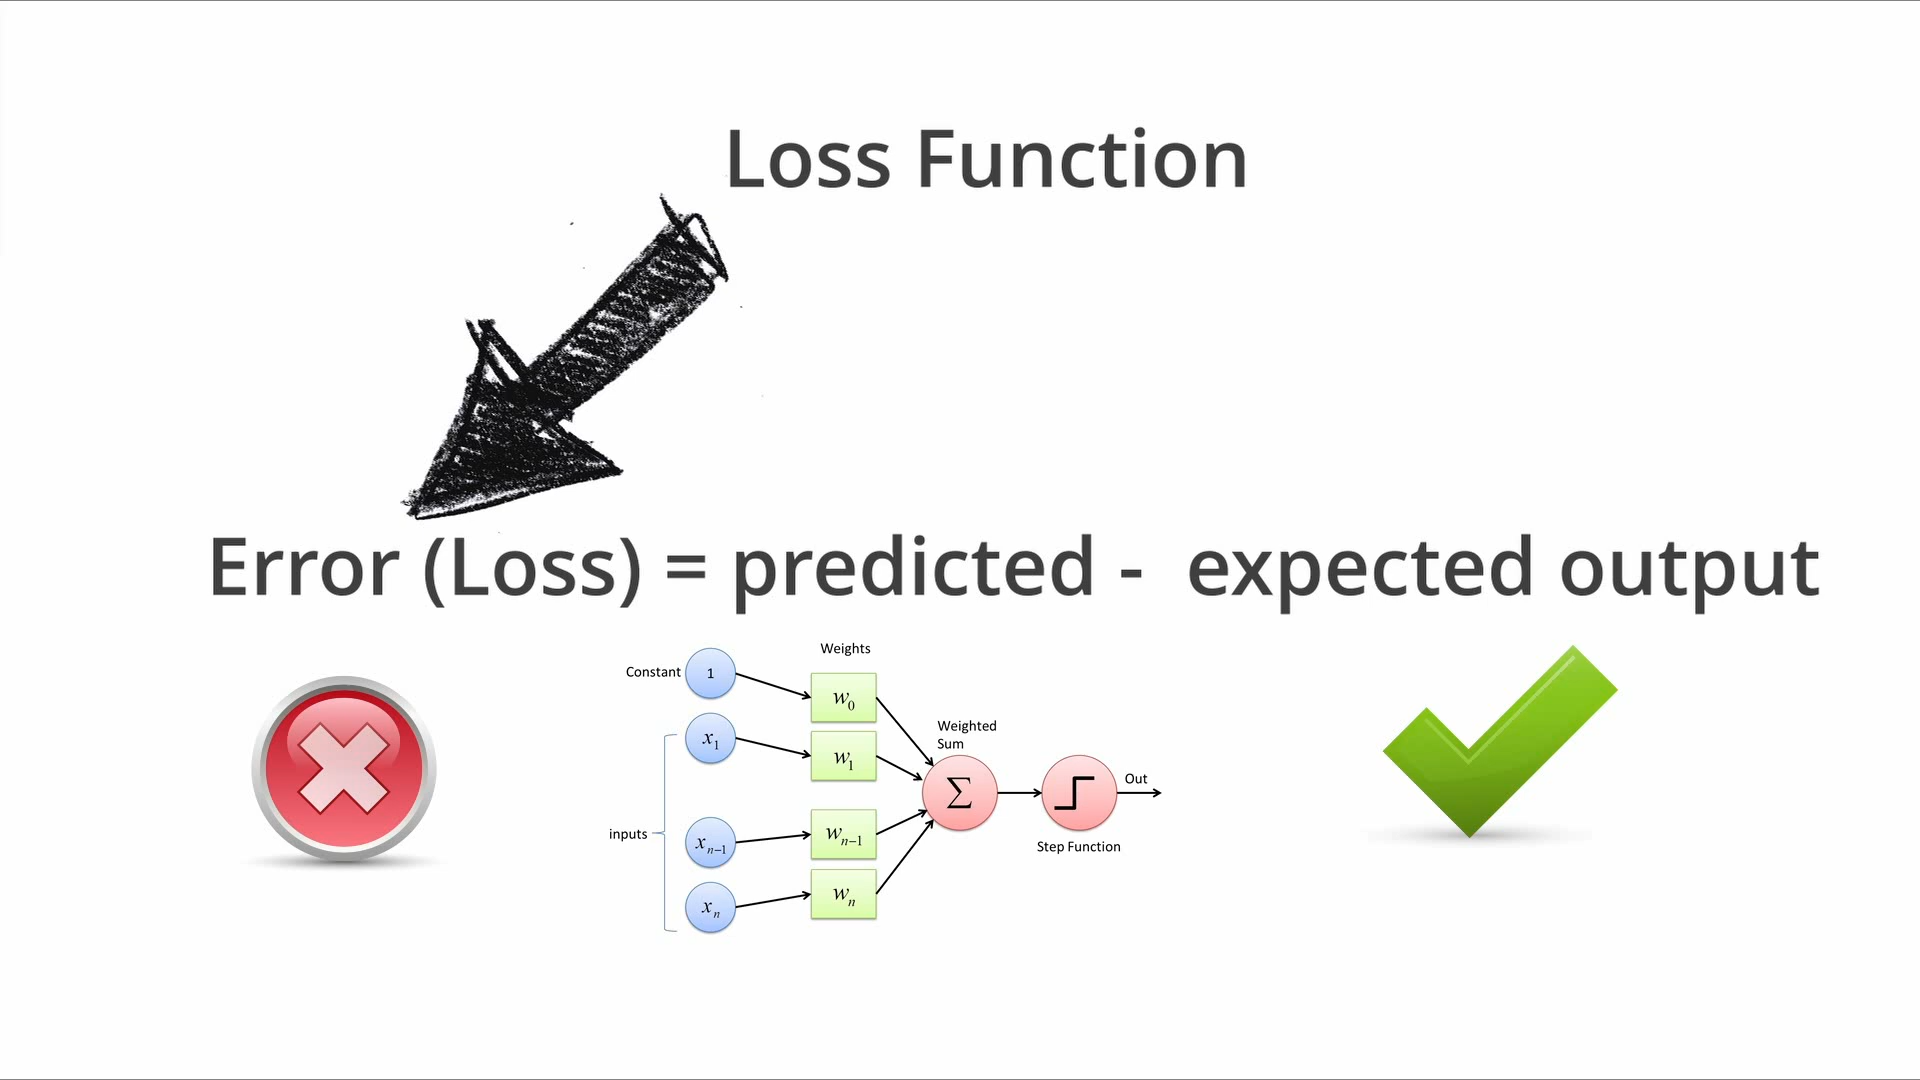 Loss Function
Error (Loss) = predicted - expected output
Weights
Constant
1
w0
x1
w1
Weighted
Sum
Σ
Out
inputs
xn−1
wn−1
Step Function
xn
wn